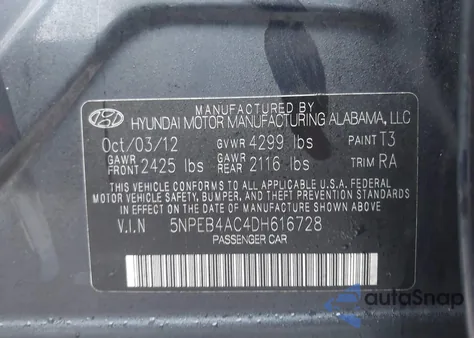 MANUFACTURED BY
HYUNDAI MOTOR MANUFACTURING ALABAMA, LLC
Oct/03/12 GVWR 4299 lbs PAINT T3
GAWR FRONT 2425 lbs GAWR REAR 2116 lbs TRIM RA
THIS VEHICLE CONFORMS TO ALL APPLICABLE U.S.A. FEDERAL
MOTOR VEHICLE SAFETY, BUMPER, AND THEFT PREVENTION STANDARDS
IN EFFECT ON THE DATE OF MANUFACTURE SHOWN ABOVE.
V.I.N 5NPEB4AC4DH616728
PASSENGER CAR
autoSnap